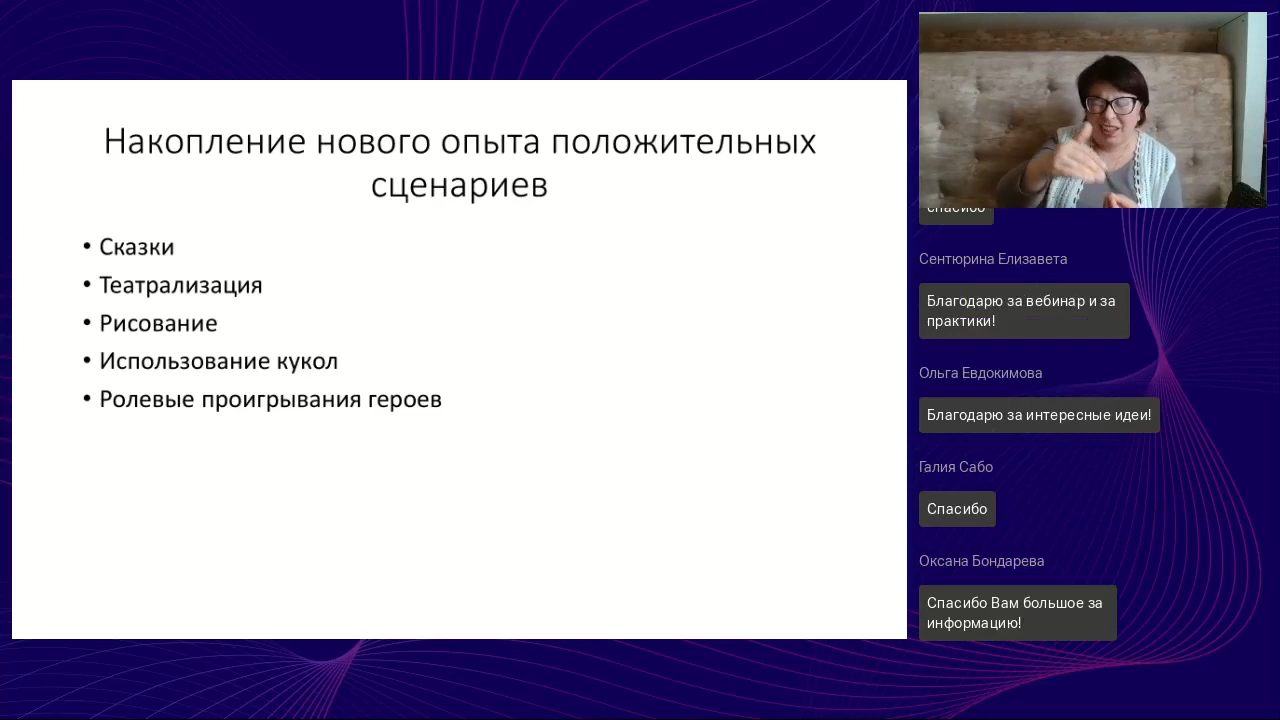 Накопление нового опыта положительных
сценариев
• Сказки
• Театрализация
• Рисование
• Использование кукол
• Ролевые проигрывания героев
спасибо
Сентюрина Елизавета
Благодарю за вебинар и за
практики!
Ольга Евдокимова
Благодарю за интересные идеи!
Галия Сабо
Спасибо
Оксана Бондарева
Спасибо Вам большое за
информацию!